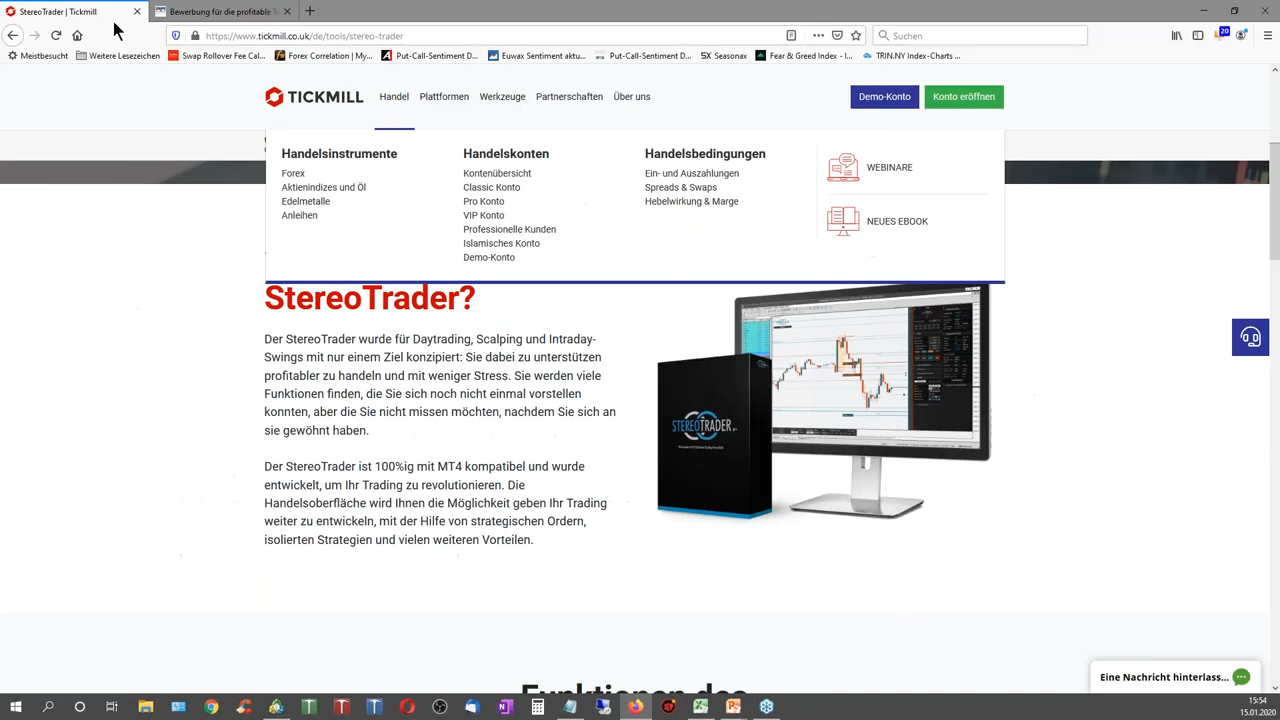 StereoTrader | Tickmill
Bewerbung für die profitable
https://www.tickmill.co.uk/de/tools/stereo-trader
Suchen
20
Meistbesucht
Weitere Lesezeichen
Swap Rollover Fee Cal...
Forex Correlation | My...
Put-Call-Sentiment D...
Euwax Sentiment aktu...
Put-Call-Sentiment D...
SX Seasonax
Fear & Greed Index - I...
TRIN.NY Index-Charts ...
TICKMILL
Handel
Plattformen
Werkzeuge
Partnerschaften
Über uns
Demo-Konto
Konto eröffnen
Handelsinstrumente
Forex
Aktienindizes und Öl
Edelmetalle
Anleihen
Handelskonten
Kontenübersicht
Classic Konto
Pro Konto
VIP Konto
Professionelle Kunden
Islamisches Konto
Demo-Konto
Handelsbedingungen
Ein- und Auszahlungen
Spreads & Swaps
Hebelwirkung & Marge
WEBINARE
NEUES EBOOK
StereoTrader?
Der StereoTrader wurde für Daytrading, Scalping und Intraday-
Swings mit nur einem Ziel konzipiert: Sie dabei zu unterstützen
profitabler zu handeln und mit weniger Stress. Sie werden viele
Funktionen finden, die Sie sich noch nicht einmal vorstellen
konnten, aber die Sie nicht missen möchten, nachdem Sie sich an
sie gewöhnt haben.
Der StereoTrader ist 100%ig mit MT4 kompatibel und wurde
entwickelt, um Ihr Trading zu revolutionieren. Die
Handelsoberfläche wird Ihnen die Möglichkeit geben Ihr Trading
weiter zu entwickeln, mit der Hilfe von strategischen Ordern,
isolierten Strategien und vielen weiteren Vorteilen.
STEREOTRADER
Funktionen des
Eine Nachricht hinterlass...
15:54
15.01.2020